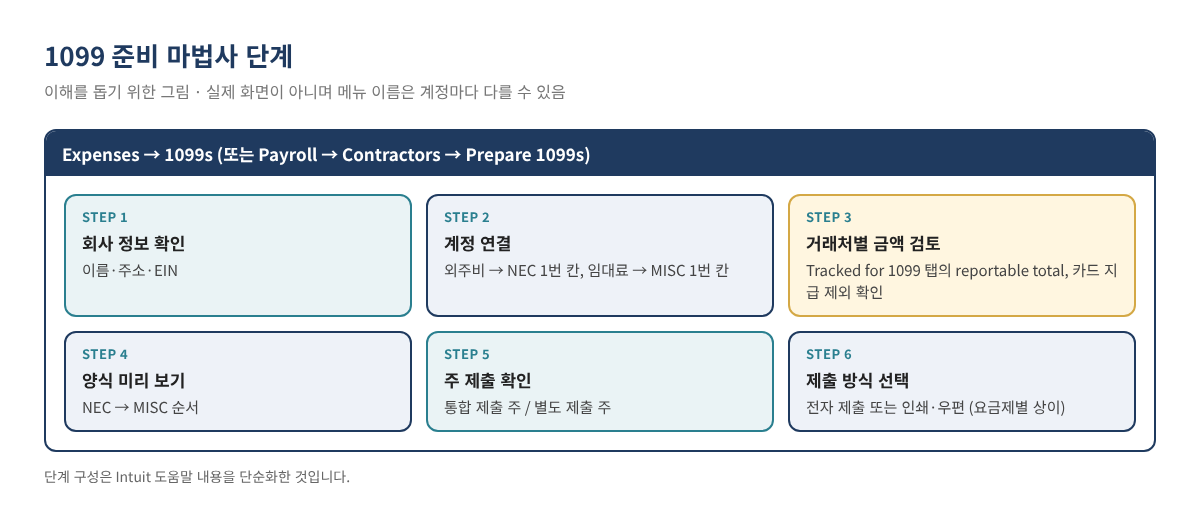 1099 준비 마법사 단계
이해를 돕기 위한 그림 · 실제 화면이 아니며 메뉴 이름은 계정마다 다를 수 있음
Expenses → 1099s (또는 Payroll → Contractors → Prepare 1099s)
STEP 1
회사 정보 확인
이름·주소·EIN
STEP 2
계정 연결
외주비 → NEC 1번 칸, 임대료 → MISC 1번 칸
STEP 3
거래처별 금액 검토
Tracked for 1099 탭의 reportable total, 카드 지
급 제외 확인
STEP 4
양식 미리 보기
NEC → MISC 순서
STEP 5
주 제출 확인
통합 제출 주 / 별도 제출 주
STEP 6
제출 방식 선택
전자 제출 또는 인쇄·우편 (요금제별 상이)
단계 구성은 Intuit 도움말 내용을 단순화한 것입니다.